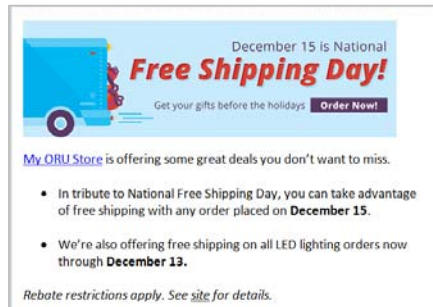 December 15 is National
Free Shipping Day!
Get your gifts before the holidays Order Now!
My ORU Store is offering some great deals you don't want to miss.
• In tribute to National Free Shipping Day, you can take advantage
of free shipping with any order placed on December 15.
• We're also offering free shipping on all LED lighting orders now
through December 13.
Rebate restrictions apply. See site for details.